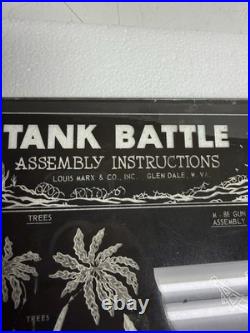 TANK BATTLE
ASSEMBLY INSTRUCTIONS
LOUIS MARX & CO., INC. GLEN DALE, W. VA.
TREES
M-88 GUN
ASSEMBLY
TREES